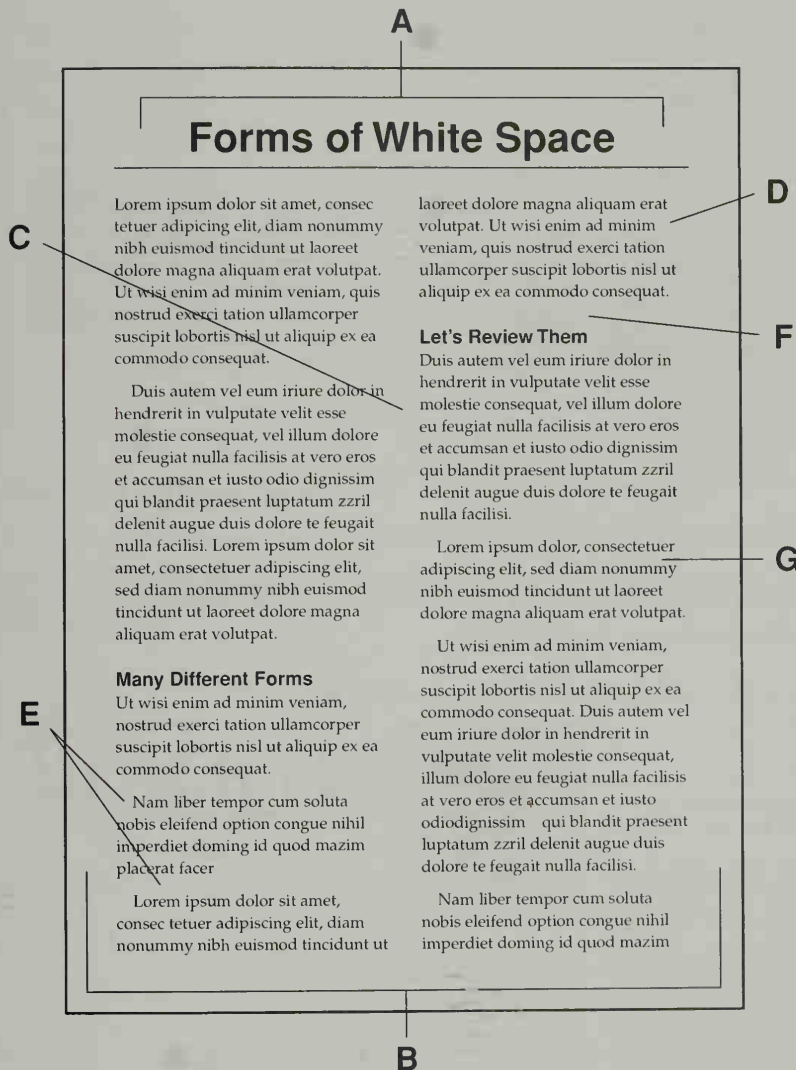 A
Forms of White Space
C
Lorem ipsum dolor sit amet, consec
tetuer adipicing elit, diam nonummy
nibh euismod tincidunt ut laoreet
dolore magna aliquam erat volutpat.
Ut wisi enim ad minim veniam, quis
nostrud exerci tation ullamcorper
suscipit lobortis nisl ut aliquip ex ea
commodo consequat.
Duis autem vel eum iriure dolor in
hendrerit in vulputate velit esse
molestie consequat, vel illum dolore
eu feugiat nulla facilisis at vero eros
et accumsan et iusto odio dignissim
qui blandit praesent luptatum zzril
delenit augue duis dolore te feugait
nulla facilisi. Lorem ipsum dolor sit
amet, consectetuer adipiscing elit,
sed diam nonummy nibh euismod
tincidunt ut laoreet dolore magna
aliquam erat volutpat.
Many Different Forms
Ut wisi enim ad minim veniam,
nostrud exerci tation ullamcorper
suscipit lobortis nisl ut aliquip ex ea
commodo consequat.
E
Nam liber tempor cum soluta
nobis eleifend option congue nihil
imperdiet doming id quod mazim
placerat facer
Lorem ipsum dolor sit amet,
consec tetuer adipiscing elit, diam
nonummy nibh euismod tincidunt ut
laoreet dolore magna aliquam erat
volutpat. Ut wisi enim ad minim
veniam, quis nostrud exerci tation
ullamcorper suscipit lobortis nisl ut
aliquip ex ea commodo consequat.
D
F
Let's Review Them
Duis autem vel eum iriure dolor in
hendrerit in vulputate velit esse
molestie consequat, vel illum dolore
eu feugiat nulla facilisis at vero eros
et accumsan et iusto odio dignissim
qui blandit praesent luptatum zzril
delenit augue duis dolore te feugait
nulla facilisi.
Lorem ipsum dolor, consectetuer
adipiscing elit, sed diam nonummy
nibh euismod tincidunt ut laoreet
dolore magna aliquam erat volutpat.
G
Ut wisi enim ad minim veniam,
nostrud exerci tation ullamcorper
suscipit lobortis nisl ut aliquip ex ea
commodo consequat. Duis autem vel
eum iriure dolor in hendrerit in
vulputate velit molestie consequat,
illum dolore eu feugiat nulla facilisis
at vero eros et accumsan et iusto
odiodignissim qui blandit praesent
luptatum zzril delenit augue duis
dolore te feugait nulla facilisi.
Nam liber tempor cum soluta
nobis eleifend option congue nihil
imperdiet doming id quod mazim
B